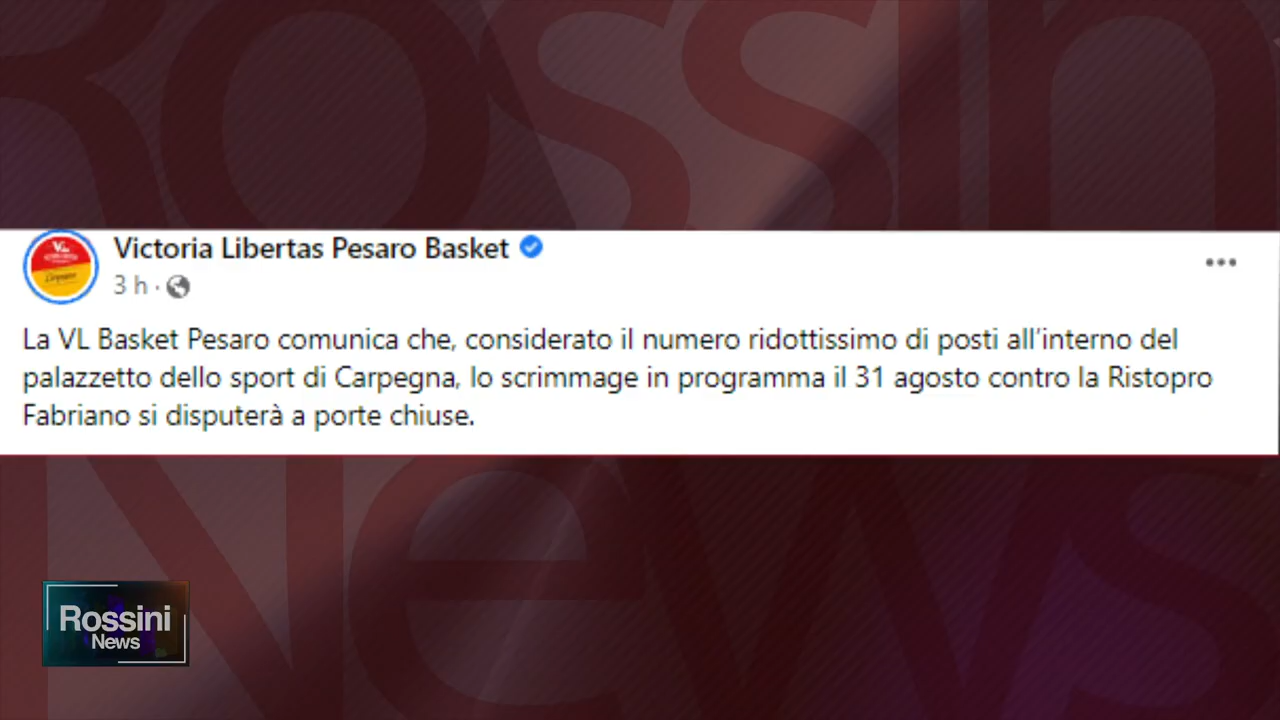 Rossini
News
Victoria Libertas Pesaro Basket
3 h ·
La VL Basket Pesaro comunica che, considerato il numero ridottissimo di posti all'interno del
palazzetto dello sport di Carpegna, lo scrimmage in programma il 31 agosto contro la Ristopro
Fabriano si disputerà a porte chiuse.
Rossini
News